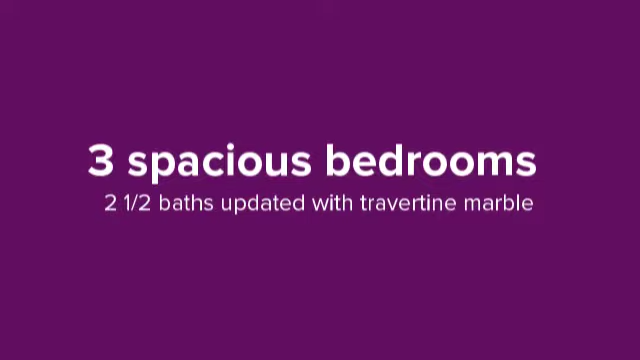 3 spacious bedrooms
2 1/2 baths updated with travertine marble